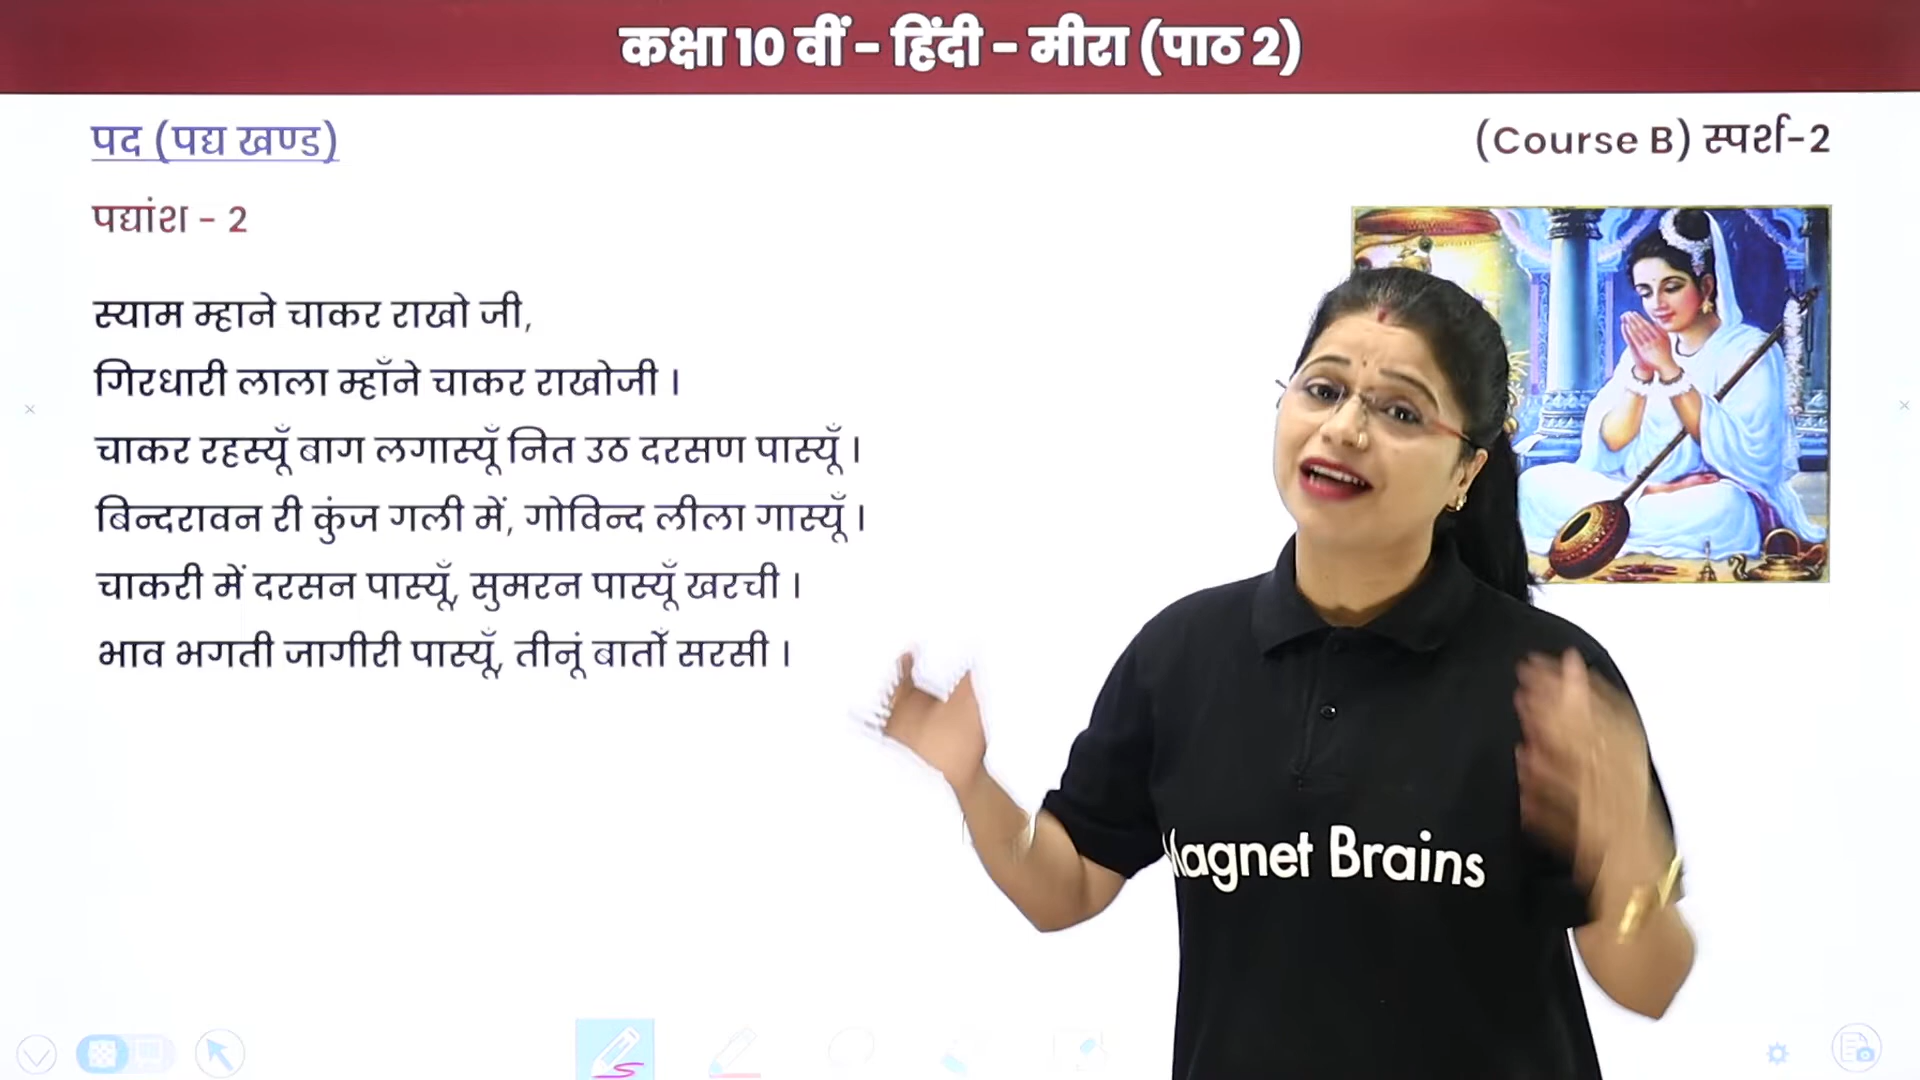 कक्षा 10 वीं - हिंदी - मीरा (पाठ 2)
पद (पद्य खण्ड)
(Course B) स्पर्श-2
पद्यांश - 2
स्याम म्हाने चाकर राखो जी,
गिरधारी लाला म्हाँने चाकर राखोजी ।
चाकर रहस्यूँ बाग लगास्यूँ नित उठ दरसण पास्यूँ ।
बिन्दरावन री कुंज गली में, गोविन्द लीला गास्यूँ ।
चाकरी में दरसन पास्यूँ, सुमरन पास्यूँ खरची ।
भाव भगती जागीरी पास्यूँ, तीनूं बातोँ सरसी ।
Magnet Brains